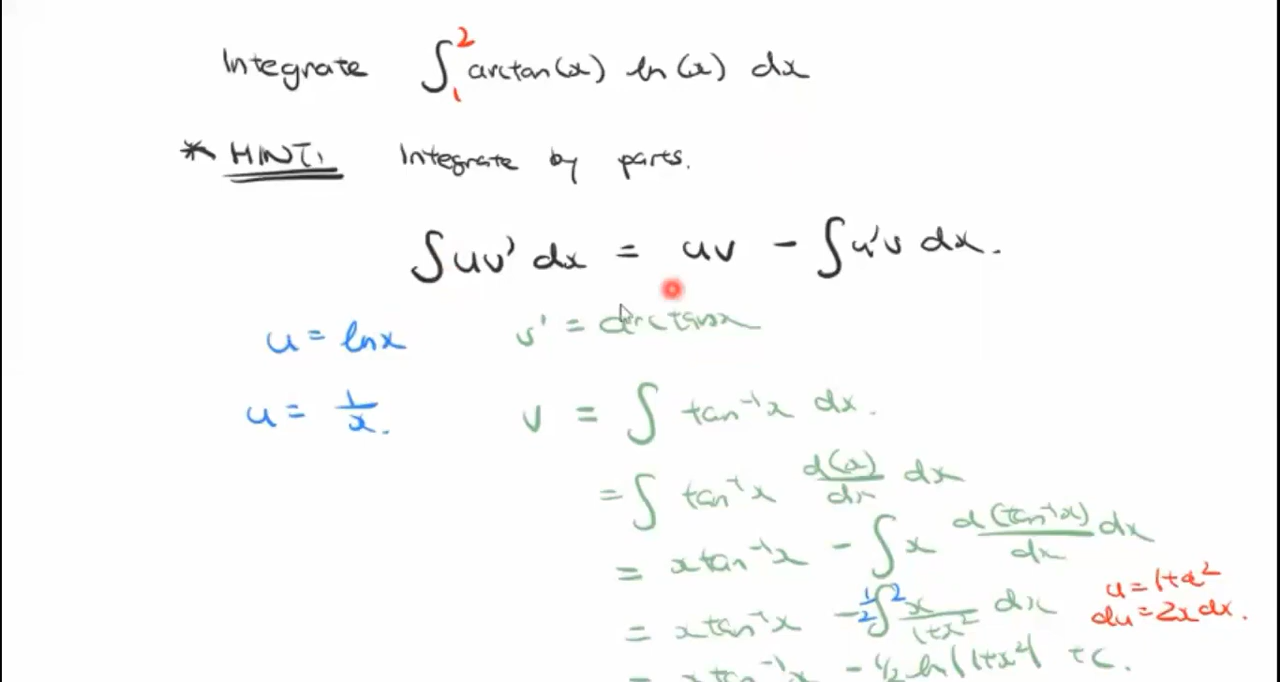 Integrate ∫₁² arctan(x) ln(x) dx
* HINT: Integrate by parts.
∫uv' dx = uv - ∫u'v dx.
u = lnx v' = arctanx
u = 1/x. v = ∫ tan⁻¹x dx.
= ∫ tan⁻¹x d(x)/dx dx
= x tan⁻¹x - ∫ x d(tan⁻¹x)/dx dx
= x tan⁻¹x - ½∫ 2x/(1+x²) dx u = 1+x²
du = 2x dx.
= x tan⁻¹x - ½ ln|1+x²| + C.